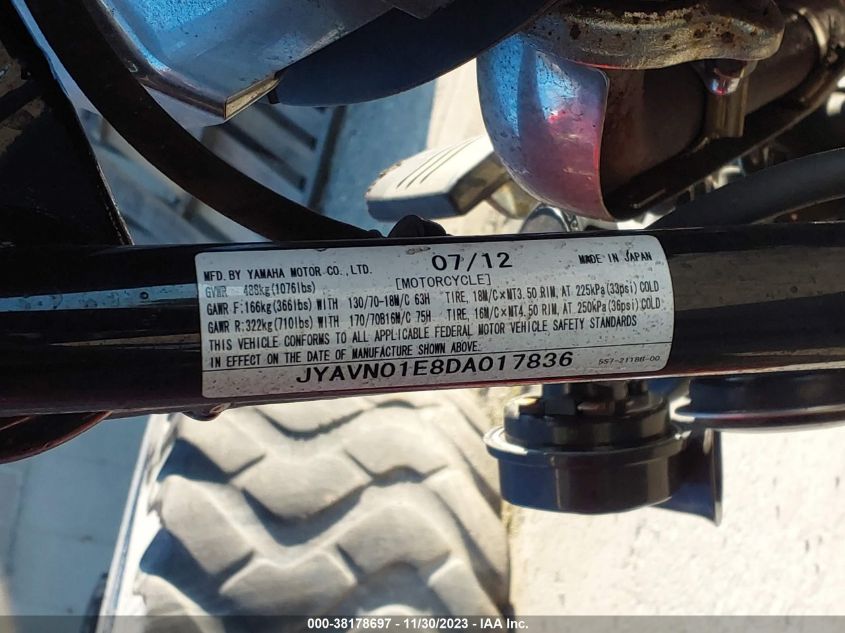 MFD. BY YAMAHA MOTOR CO., LTD. 07/12 MADE IN JAPAN
[MOTORCYCLE]
GVWR 488kg(1076lbs)
GAWR F:166kg(366lbs) WITH 130/70-18M/C 63H TIRE, 18M/C×MT3.50 RIM, AT 225kPa(33psi) COLD
GAWR R:322kg(710lbs) WITH 170/70B16M/C 75H TIRE, 16M/C×MT4.50 RIM, AT 250kPa(36psi) COLD
THIS VEHICLE CONFORMS TO ALL APPLICABLE FEDERAL MOTOR VEHICLE SAFETY STANDARDS
IN EFFECT ON THE DATE OF MANUFACTURE SHOWN ABOVE.
JYAVN01E8DA017836 5S7-2118B-00
000-38178697 - 11/30/2023 - IAA Inc.